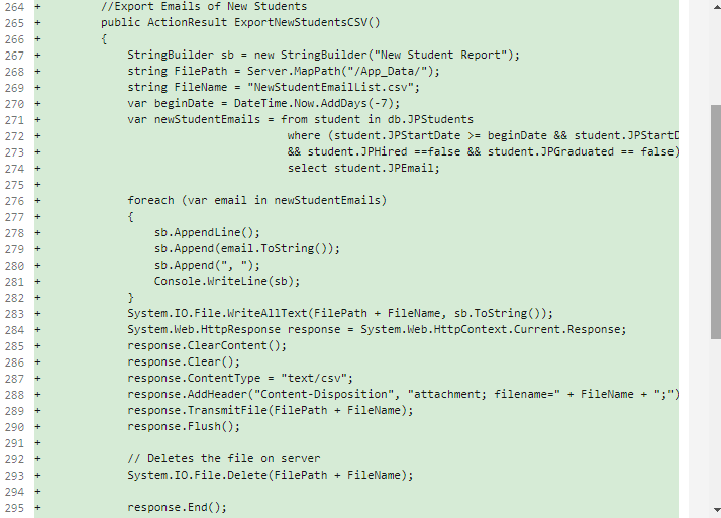 264 + //Export Emails of New Students
265 + public ActionResult ExportNewStudentsCSV()
266 + {
267 + StringBuilder sb = new StringBuilder("New Student Report");
268 + string FilePath = Server.MapPath("/App_Data/");
269 + string FileName = "NewStudentEmailList.csv";
270 + var beginDate = DateTime.Now.AddDays(-7);
271 + var newStudentEmails = from student in db.JPStudents
272 + where (student.JPStartDate >= beginDate && student.JPStartD
273 + && student.JPHired ==false && student.JPGraduated == false)
274 + select student.JPEmail;
275 +
276 + foreach (var email in newStudentEmails)
277 + {
278 + sb.AppendLine();
279 + sb.Append(email.ToString());
280 + sb.Append(", ");
281 + Console.WriteLine(sb);
282 + }
283 + System.IO.File.WriteAllText(FilePath + FileName, sb.ToString());
284 + System.Web.HttpResponse response = System.Web.HttpContext.Current.Response;
285 + response.ClearContent();
286 + response.Clear();
287 + response.ContentType = "text/csv";
288 + response.AddHeader("Content-Disposition", "attachment; filename=" + FileName + ";")
289 + response.TransmitFile(FilePath + FileName);
290 + response.Flush();
291 +
292 + // Deletes the file on server
293 + System.IO.File.Delete(FilePath + FileName);
294 +
295 + response.End();